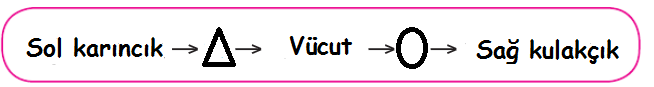 Sol karıncık → Δ → Vücut → O → Sağ kulakçık